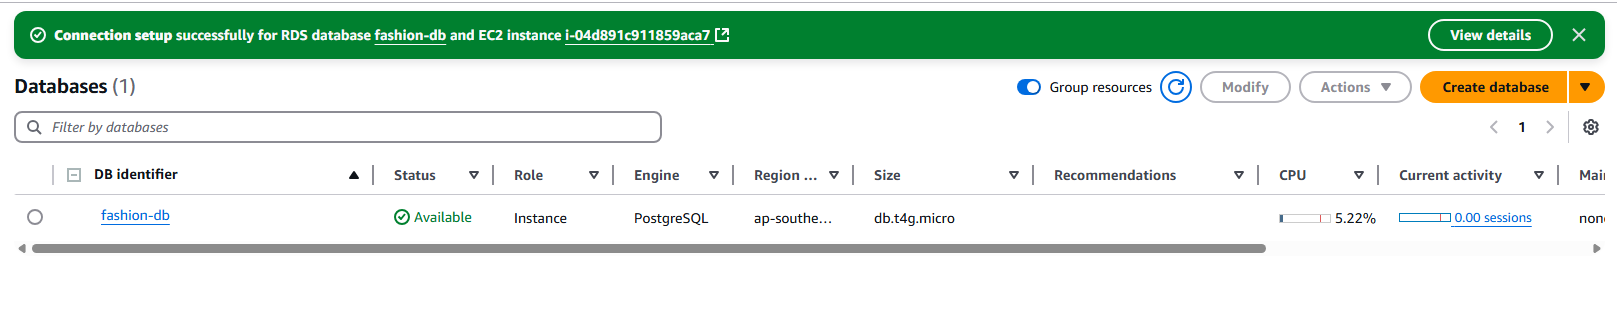 Connection setup successfully for RDS database fashion-db and EC2 instance i-04d891c911859aca7 View details
Databases (1) Group resources Modify Actions Create database
Filter by databases 1
DB identifier Status Role Engine Region ... Size Recommendations CPU Current activity Main
fashion-db Available Instance PostgreSQL ap-southe... db.t4g.micro 5.22% 0.00 sessions none